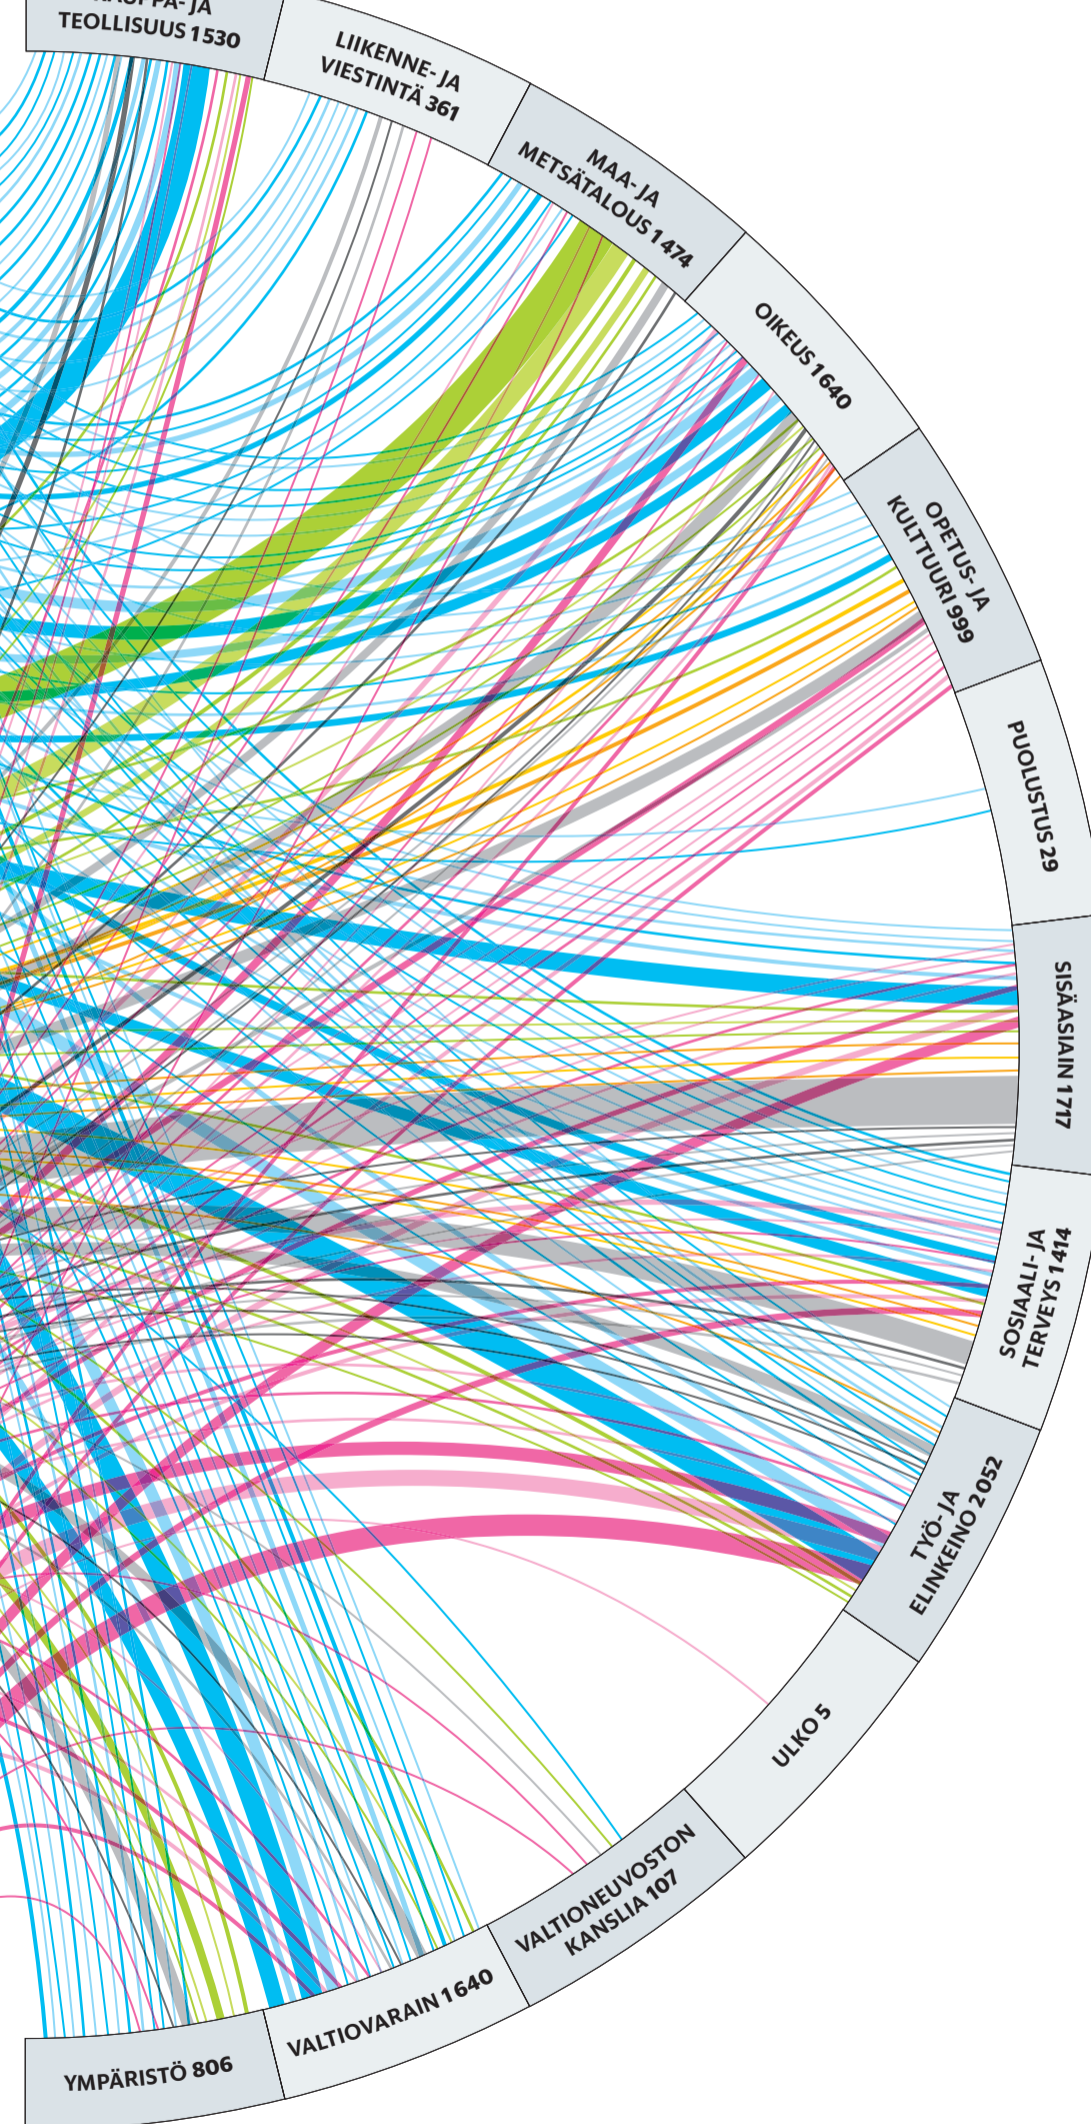 TEOLLISUUS 1530
LIIKENNE- JA
VIESTINTÄ 361
MAA- JA
METSÄTALOUS 1474
OIKEUS 1640
OPETUS- JA
KULTTUURI 999
PUOLUSTUS 29
SISÄASIAIN 1717
SOSIAALI- JA
TERVEYS 1414
TYÖ- JA
ELINKEINO 2052
ULKO 5
VALTIONEUVOSTON
KANSLIA 107
VALTIOVARAIN 1640
YMPÄRISTÖ 806